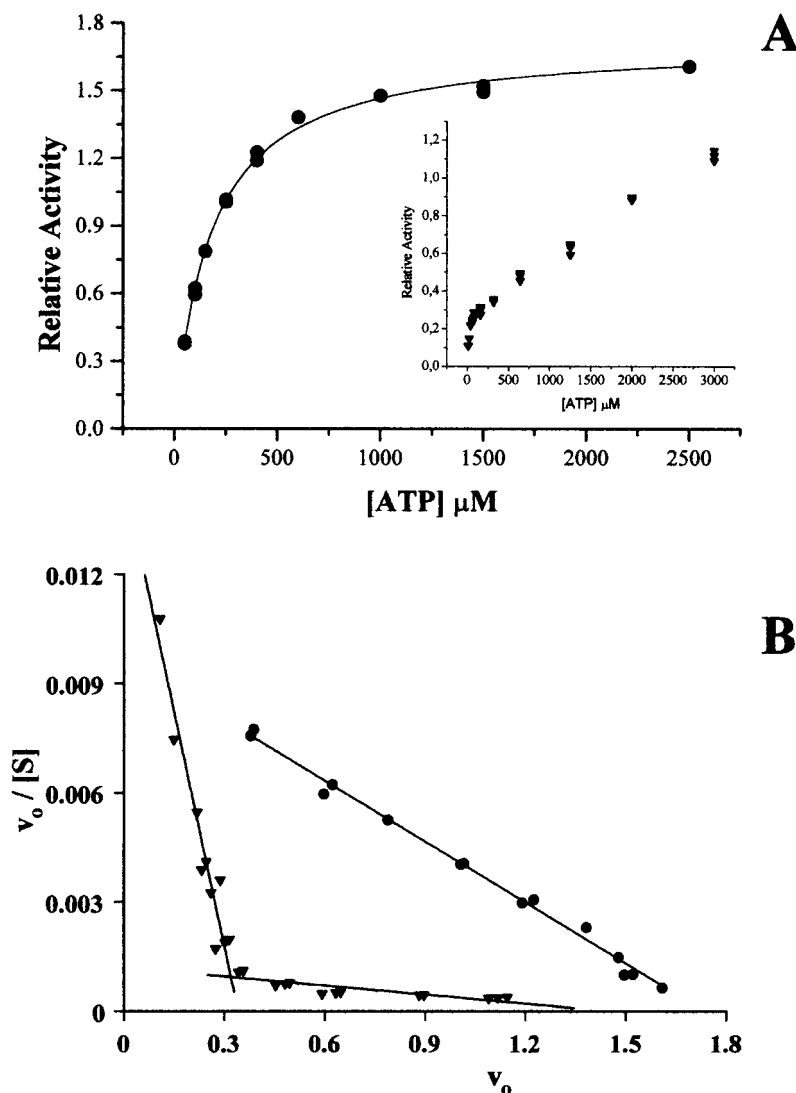 A
1.8
1.5
1.2
0.9
0.6
0.3
0.0
Relative Activity
0 500 1000 1500 2000 2500
[ATP] μM
1,2
1,0
0,8
0,6
0,4
0,2
0,0
Relative Activity
0 500 1000 1500 2000 2500 3000
[ATP] μM
B
0.012
0.009
0.006
0.003
0
v₀ / [S]
0 0.3 0.6 0.9 1.2 1.5 1.8
v₀